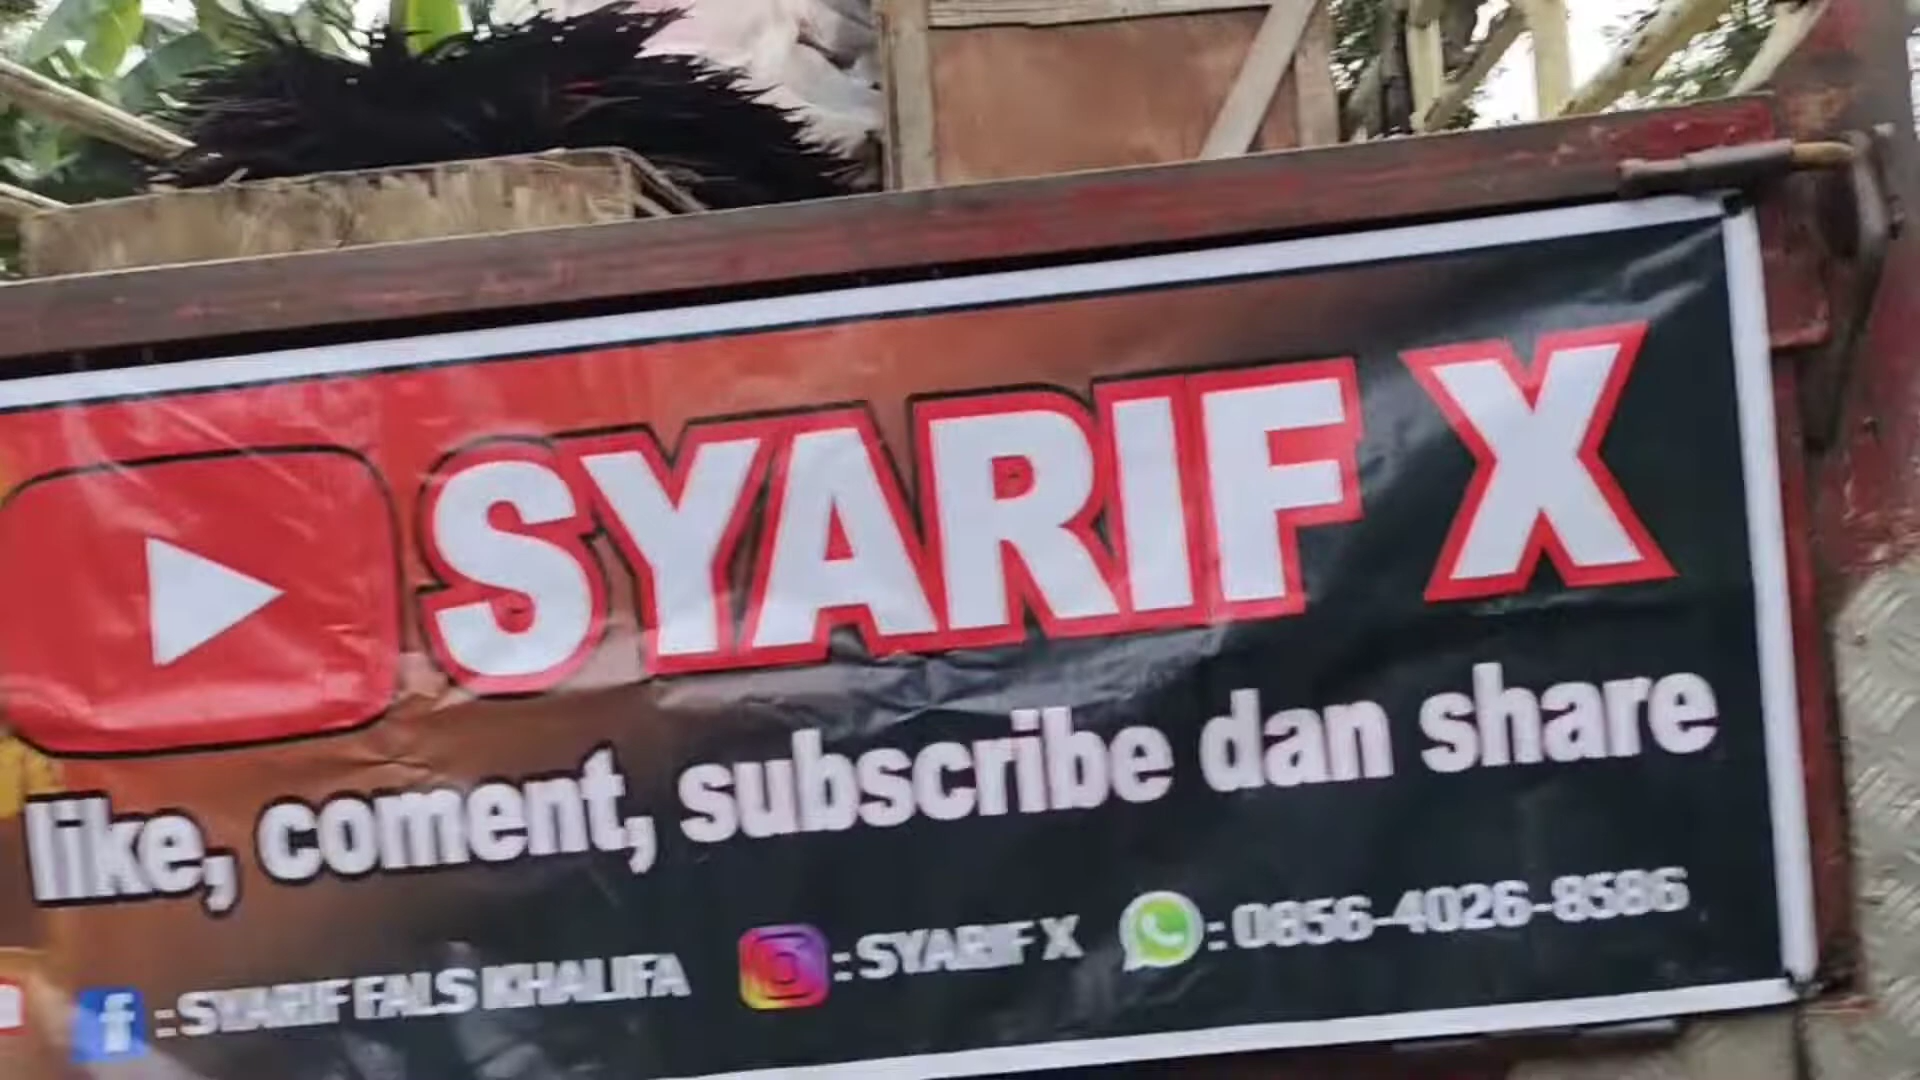 SYARIF X
like, coment, subscribe dan share
: SYARIF FALS KHALIFA : SYARIF X : 0856-4026-8586